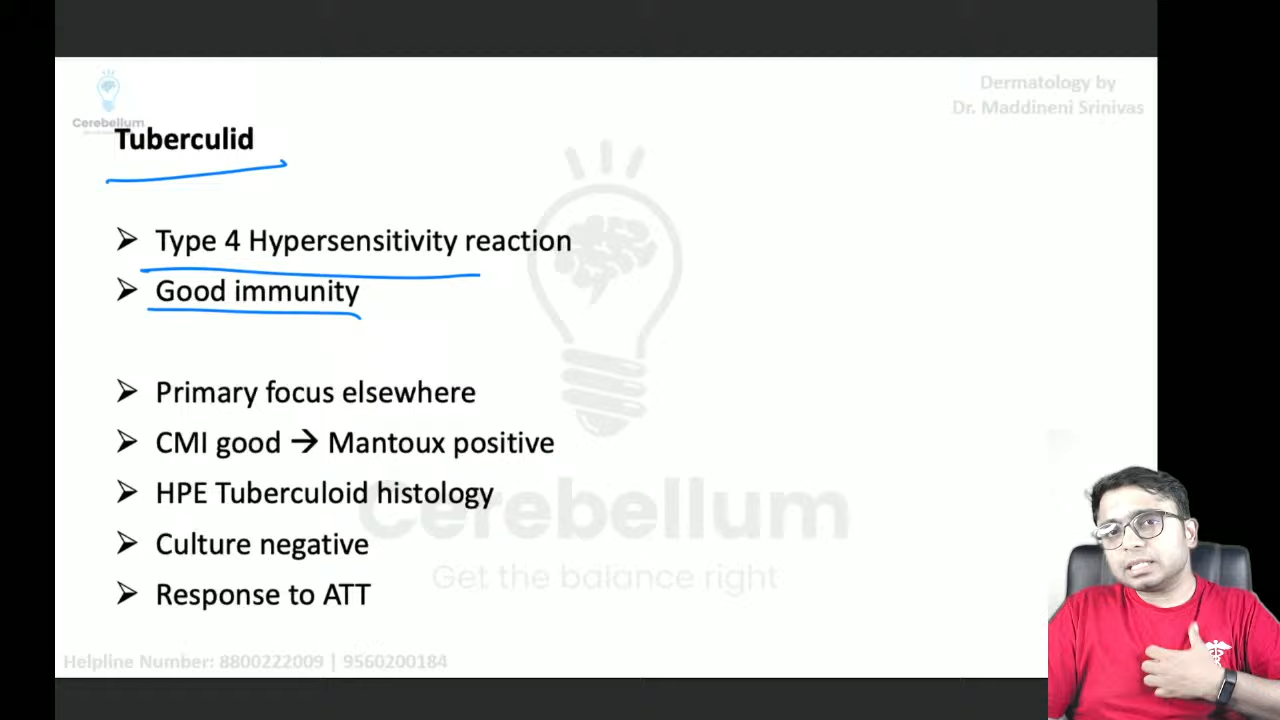 Dermatology by
Dr. Maddineni Srinivas
Cerebellum
Tuberculid
➢ Type 4 Hypersensitivity reaction
➢ Good immunity
➢ Primary focus elsewhere
➢ CMI good → Mantoux positive
➢ HPE Tuberculoid histology
➢ Culture negative
➢ Response to ATT
Cerebellum
Get the balance right
Helpline Number: 8800222009 | 9560200184